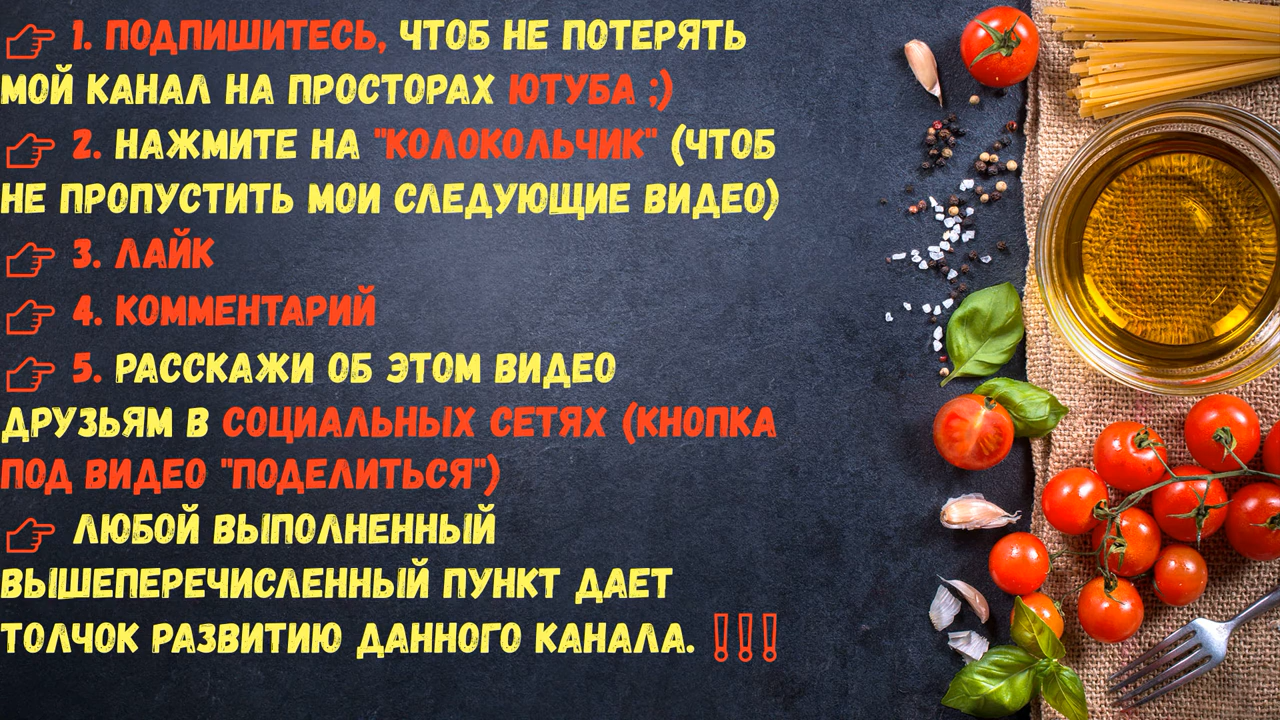 👉 1. ПОДПИШИТЕСЬ, ЧТОБ НЕ ПОТЕРЯТЬ
МОЙ КАНАЛ НА ПРОСТОРАХ ЮТУБА ;)
👉 2. НАЖМИТЕ НА "КОЛОКОЛЬЧИК" (ЧТОБ
НЕ ПРОПУСТИТЬ МОИ СЛЕДУЮЩИЕ ВИДЕО)
👉 3. ЛАЙК
👉 4. КОММЕНТАРИЙ
👉 5. РАССКАЖИ ОБ ЭТОМ ВИДЕО
ДРУЗЬЯМ В СОЦИАЛЬНЫХ СЕТЯХ (КНОПКА
ПОД ВИДЕО "ПОДЕЛИТЬСЯ")
👉 ЛЮБОЙ ВЫПОЛНЕННЫЙ
ВЫШЕПЕРЕЧИСЛЕННЫЙ ПУНКТ ДАЕТ
ТОЛЧОК РАЗВИТИЮ ДАННОГО КАНАЛА. !!!